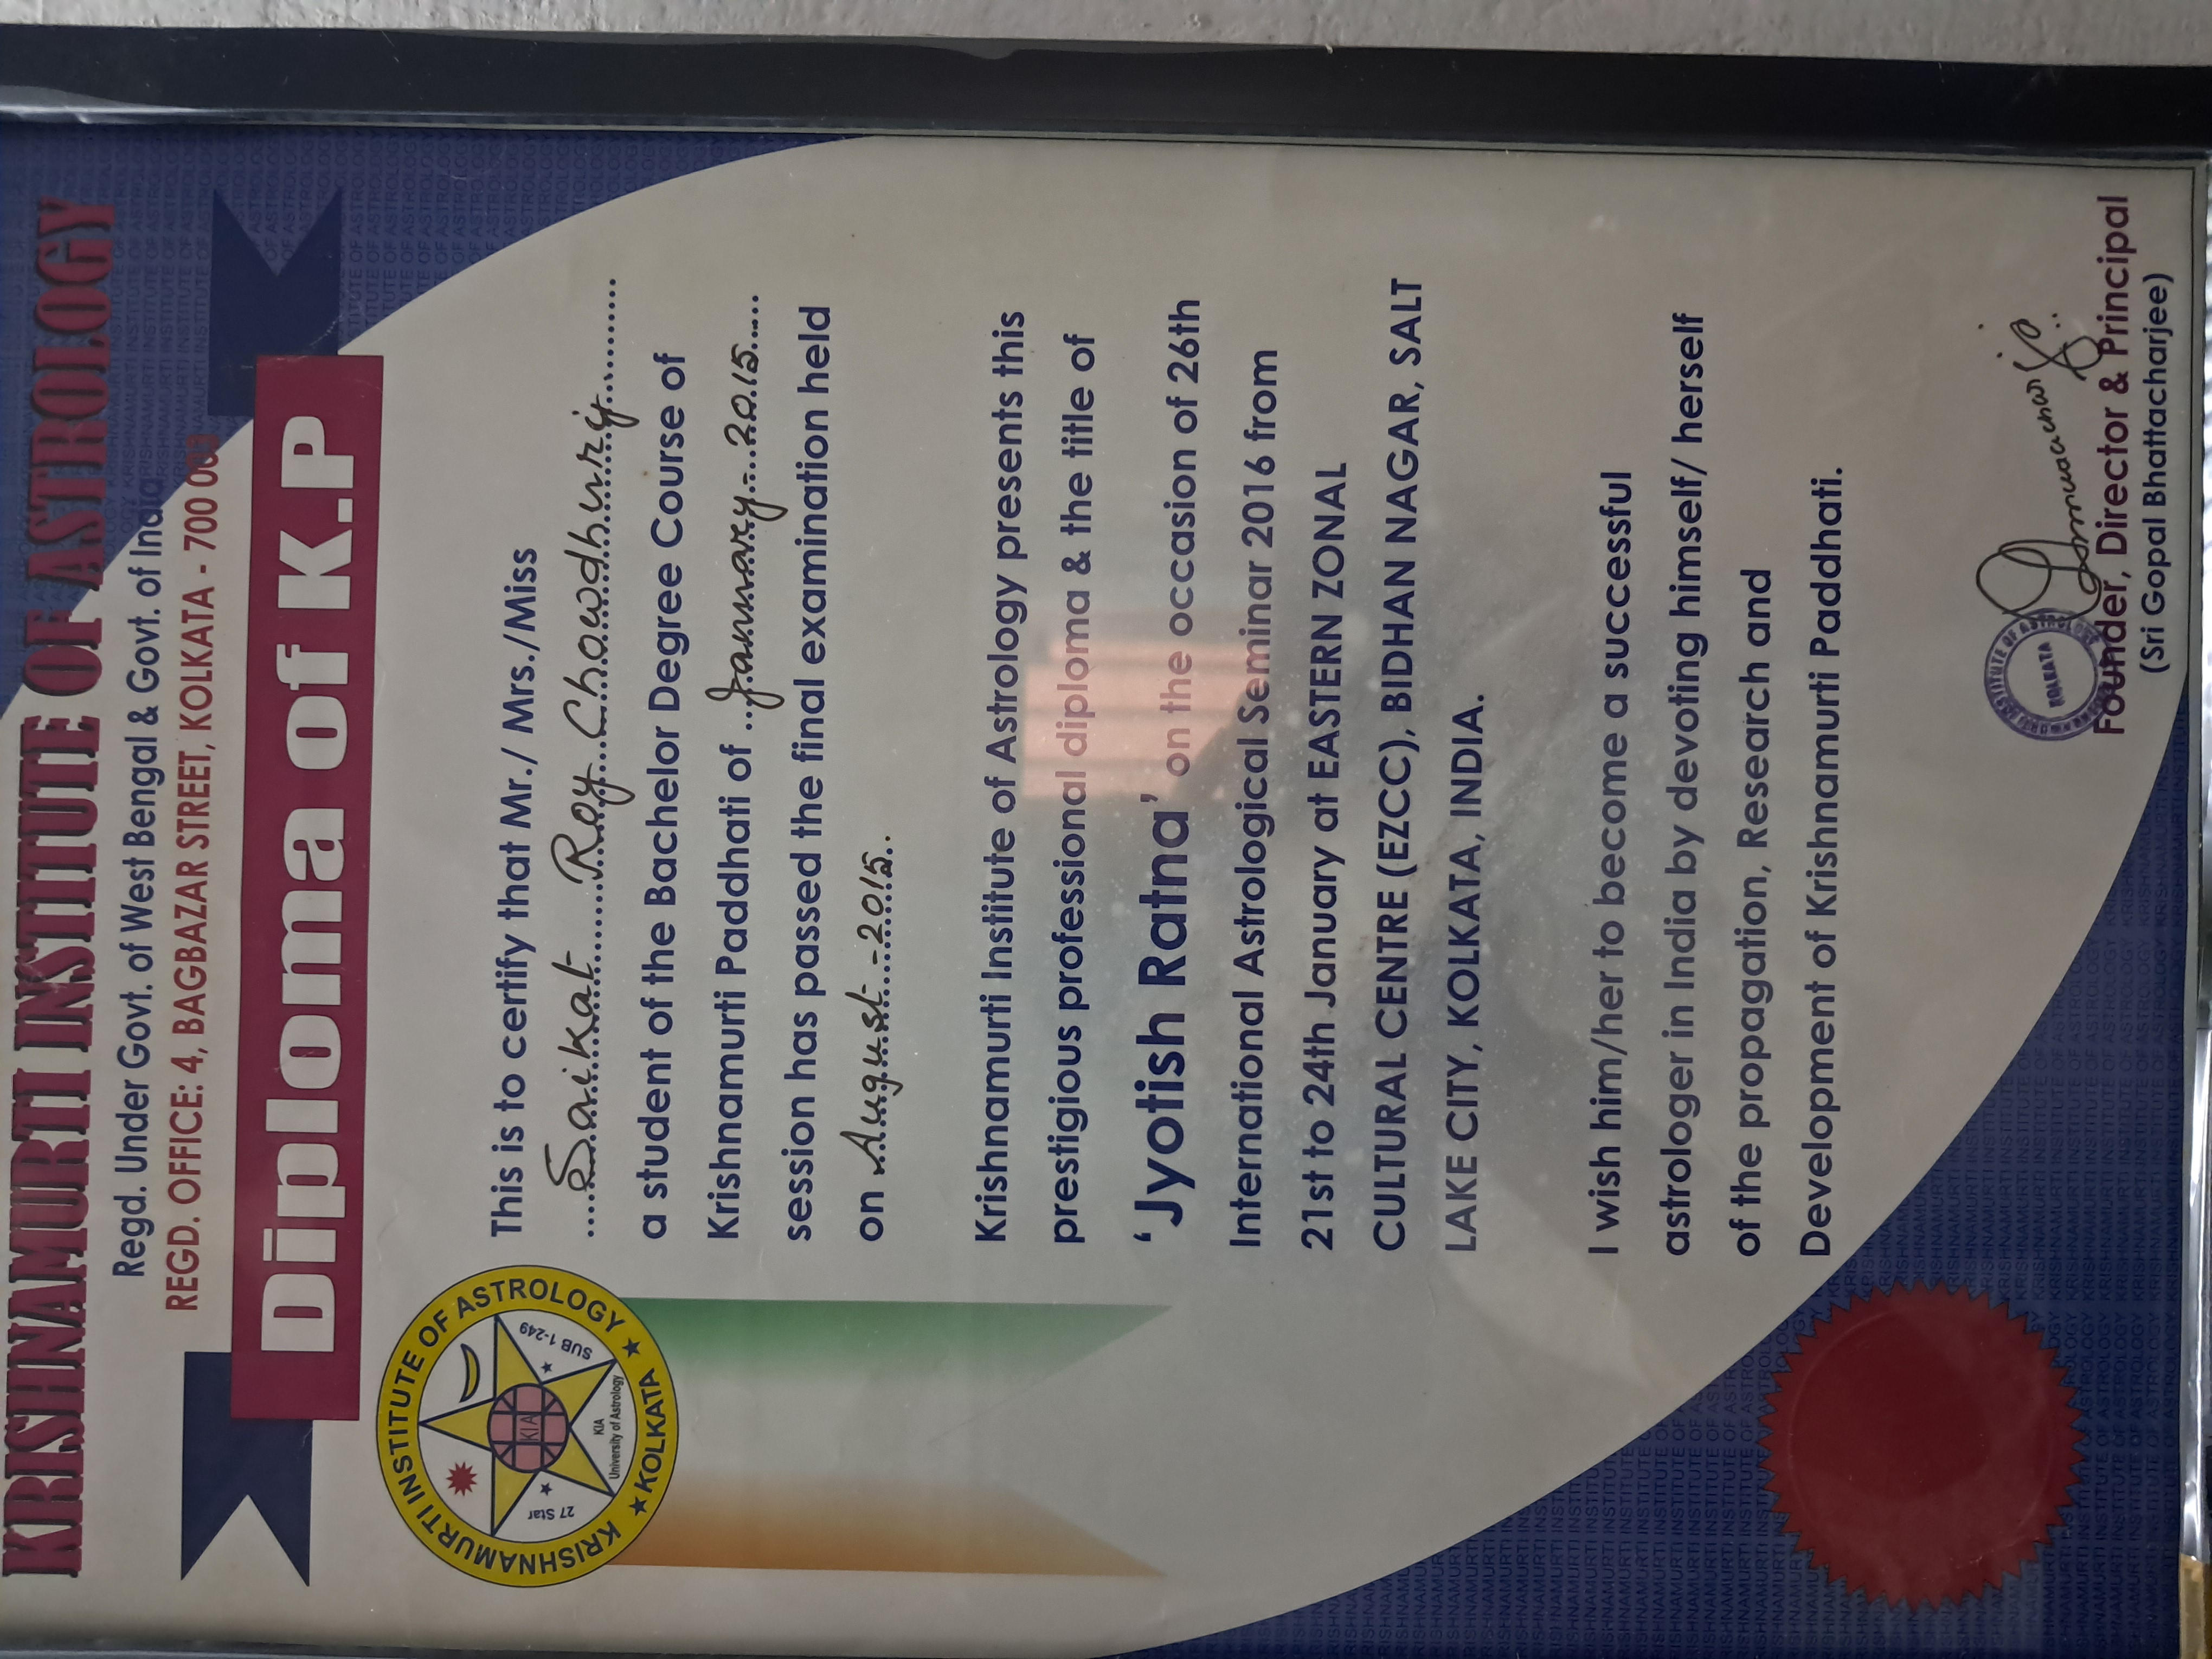 KRISHNAMURTI INSTITUTE OF ASTROLOGY
Regd. Under Govt. of West Bengal & Govt. of India
REGD. OFFICE: 4, BAGBAZAR STREET, KOLKATA - 700 003
Diploma of K.P
KRISHNAMURTI INSTITUTE OF ASTROLOGY
KIA
27 Star
SUB 1-249
KIA
University of Astrology
★ KOLKATA ★
This is to certify that Mr./ Mrs./Miss
Saikat Roy Chowdhury
a student of the Bachelor Degree Course of
Krishnamurti Paddhati of January - 2015
session has passed the final examination held
on August - 2015
Krishnamurti Institute of Astrology presents this
prestigious professional diploma & the title of
‘Jyotish Ratna’ on the occasion of 26th
International Astrological Seminar 2016 from
21st to 24th January at EASTERN ZONAL
CULTURAL CENTRE (EZCC), BIDHAN NAGAR, SALT
LAKE CITY, KOLKATA, INDIA.
I wish him/her to become a successful
astrologer in India by devoting himself/ herself
of the propagation, Research and
Development of Krishnamurti Paddhati.
KOLKATA
Founder, Director & Principal
(Sri Gopal Bhattacharjee)